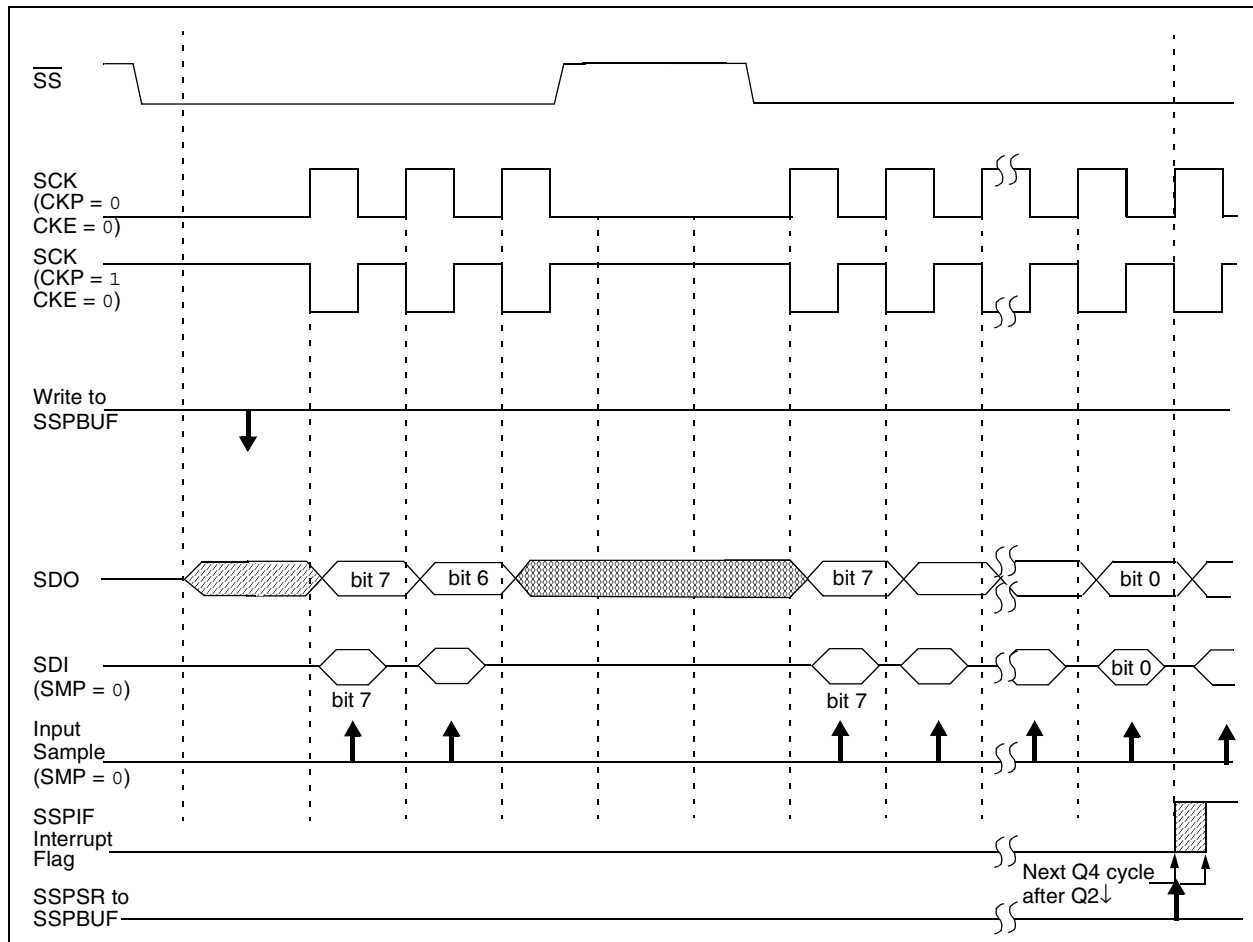 SS
SCK
(CKP = 0
CKE = 0)
SCK
(CKP = 1
CKE = 0)
Write to
SSPBUF
SDO
bit 7
bit 6
bit 7
bit 0
SDI
(SMP = 0)
bit 7
bit 7
bit 0
Input
Sample
(SMP = 0)
SSPIF
Interrupt
Flag
Next Q4 cycle
after Q2↓
SSPSR to
SSPBUF